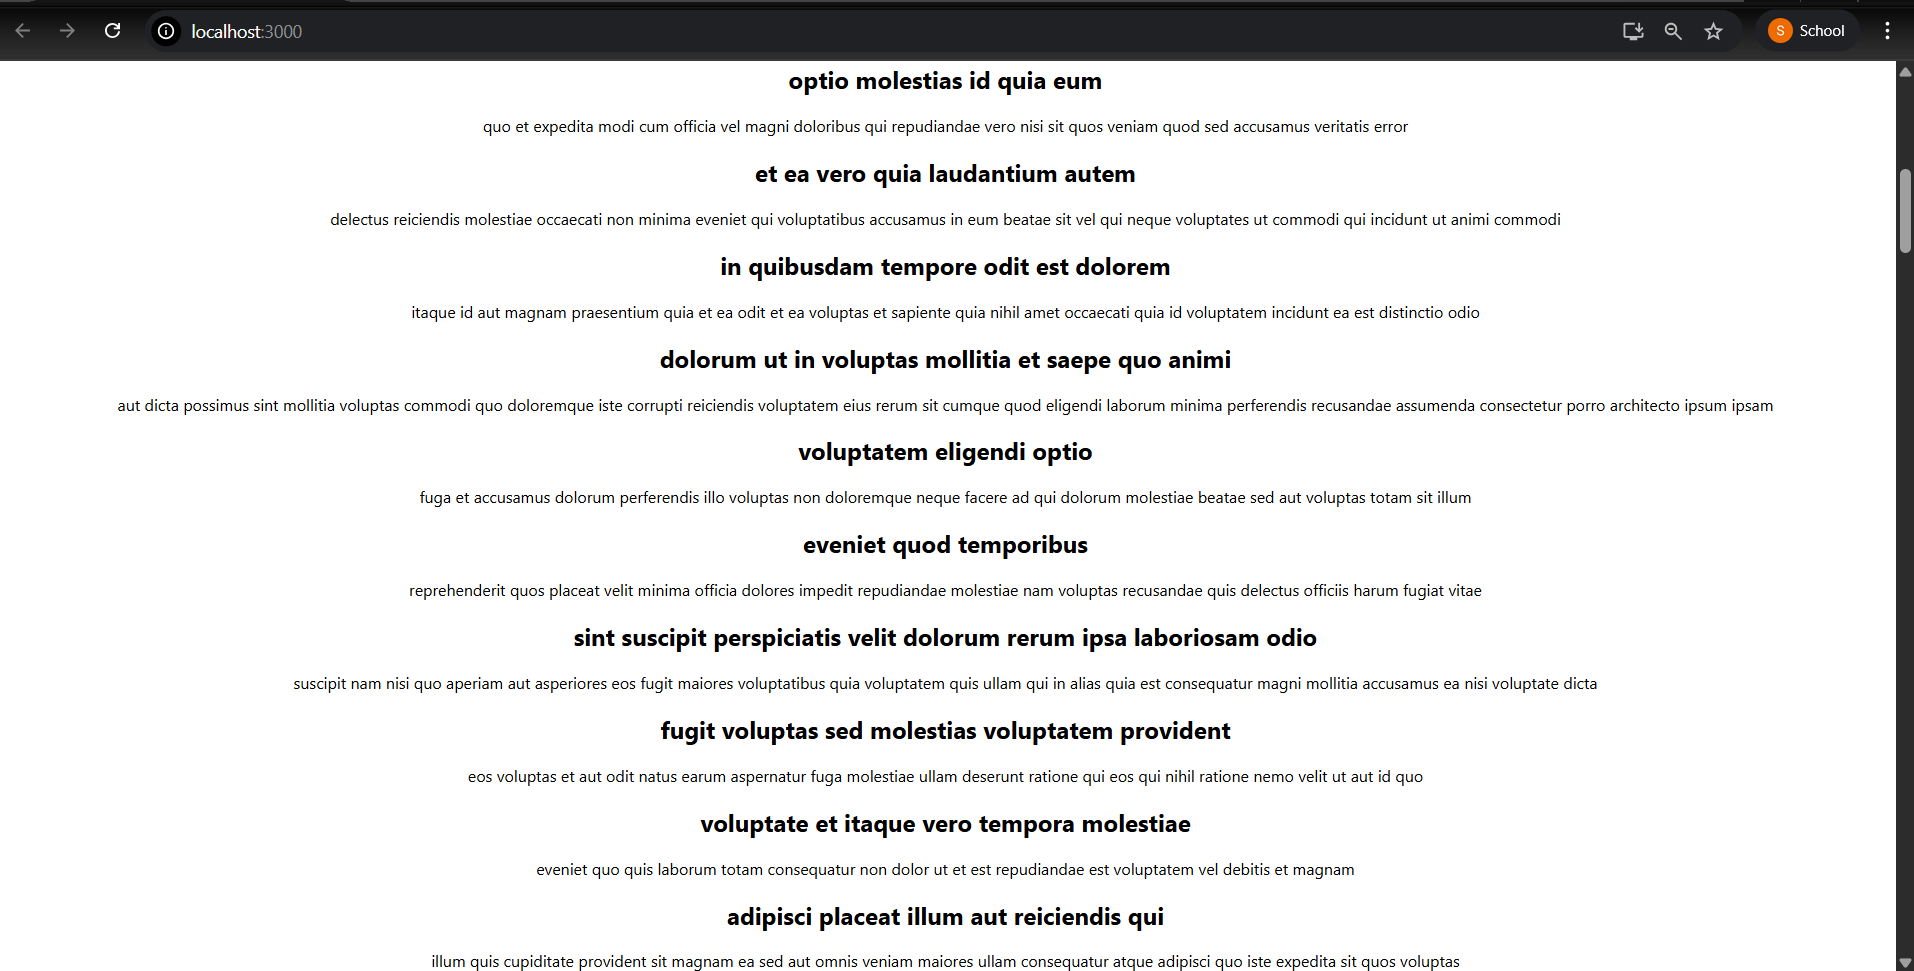 localhost:3000
S School
optio molestias id quia eum
quo et expedita modi cum officia vel magni doloribus qui repudiandae vero nisi sit quos veniam quod sed accusamus veritatis error
et ea vero quia laudantium autem
delectus reiciendis molestiae occaecati non minima eveniet qui voluptatibus accusamus in eum beatae sit vel qui neque voluptates ut commodi qui incidunt ut animi commodi
in quibusdam tempore odit est dolorem
itaque id aut magnam praesentium quia et ea odit et ea voluptas et sapiente quia nihil amet occaecati quia id voluptatem incidunt ea est distinctio odio
dolorum ut in voluptas mollitia et saepe quo animi
aut dicta possimus sint mollitia voluptas commodi quo doloremque iste corrupti reiciendis voluptatem eius rerum sit cumque quod eligendi laborum minima perferendis recusandae assumenda consectetur porro architecto ipsum ipsam
voluptatem eligendi optio
fuga et accusamus dolorum perferendis illo voluptas non doloremque neque facere ad qui dolorum molestiae beatae sed aut voluptas totam sit illum
eveniet quod temporibus
reprehenderit quos placeat velit minima officia dolores impedit repudiandae molestiae nam voluptas recusandae quis delectus officiis harum fugiat vitae
sint suscipit perspiciatis velit dolorum rerum ipsa laboriosam odio
suscipit nam nisi quo aperiam aut asperiores eos fugit maiores voluptatibus quia voluptatem quis ullam qui in alias quia est consequatur magni mollitia accusamus ea nisi voluptate dicta
fugit voluptas sed molestias voluptatem provident
eos voluptas et aut odit natus earum aspernatur fuga molestiae ullam deserunt ratione qui eos qui nihil ratione nemo velit ut aut id quo
voluptate et itaque vero tempora molestiae
eveniet quo quis laborum totam consequatur non dolor ut et est repudiandae est voluptatem vel debitis et magnam
adipisci placeat illum aut reiciendis qui
illum quis cupiditate provident sit magnam ea sed aut omnis veniam maiores ullam consequatur atque adipisci quo iste expedita sit quos voluptas